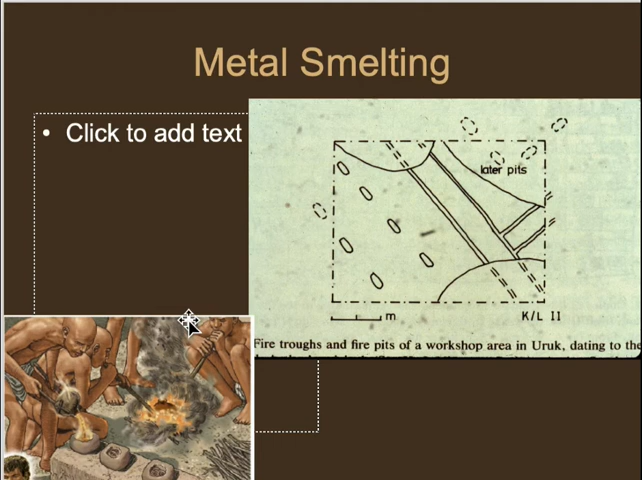 Metal Smelting
• Click to add text
later pits
m
K/L II
Fire troughs and fire pits of a workshop area in Uruk, dating to the